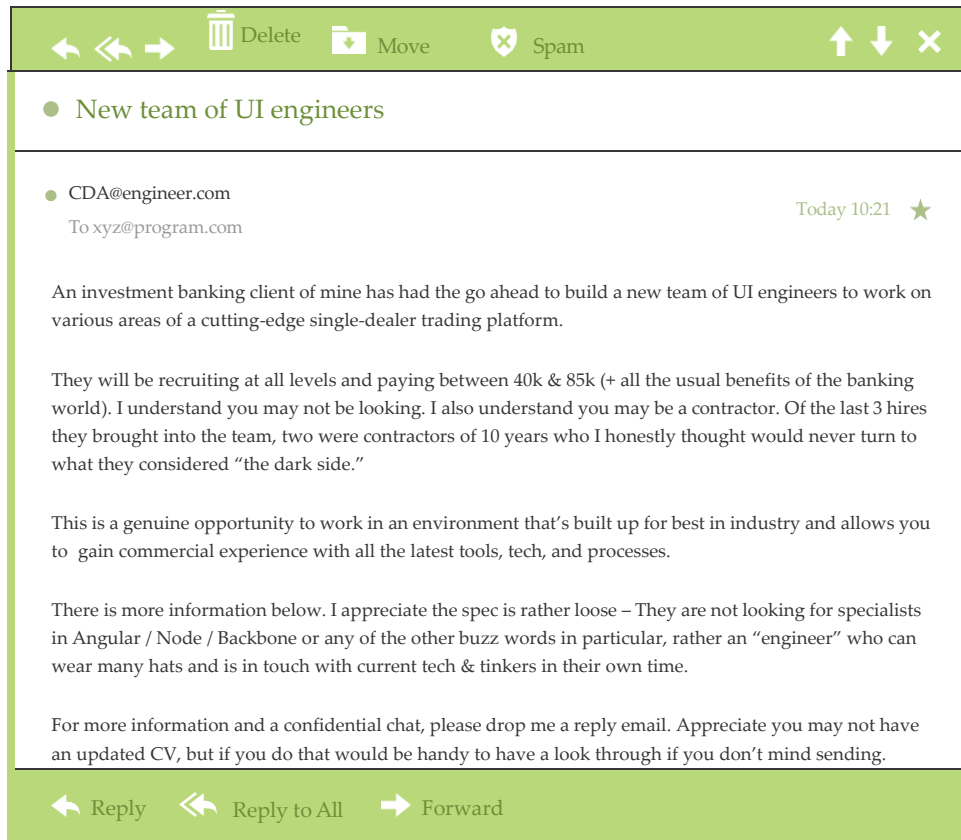 Delete
Move
Spam
New team of UI engineers
CDA@engineer.com
Today 10:21
To xyz@program.com
An investment banking client of mine has had the go ahead to build a new team of UI engineers to work on
various areas of a cutting-edge single-dealer trading platform.
They will be recruiting at all levels and paying between 40k & 85k (+ all the usual benefits of the banking
world). I understand you may not be looking. I also understand you may be a contractor. Of the last 3 hires
they brought into the team, two were contractors of 10 years who I honestly thought would never turn to
what they considered “the dark side.”
This is a genuine opportunity to work in an environment that’s built up for best in industry and allows you
to gain commercial experience with all the latest tools, tech, and processes.
There is more information below. I appreciate the spec is rather loose – They are not looking for specialists
in Angular / Node / Backbone or any of the other buzz words in particular, rather an “engineer” who can
wear many hats and is in touch with current tech & tinkers in their own time.
For more information and a confidential chat, please drop me a reply email. Appreciate you may not have
an updated CV, but if you do that would be handy to have a look through if you don’t mind sending.
Reply
Reply to All
Forward